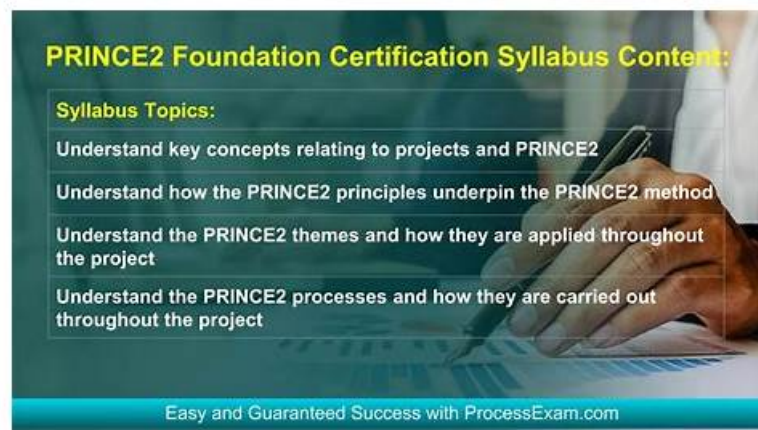 PRINCE2 Foundation Certification Syllabus Content:
Syllabus Topics:
Understand key concepts relating to projects and PRINCE2
Understand how the PRINCE2 principles underpin the PRINCE2 method
Understand the PRINCE2 themes and how they are applied throughout
the project
Understand the PRINCE2 processes and how they are carried out
throughout the project
Easy and Guaranteed Success with ProcessExam.com